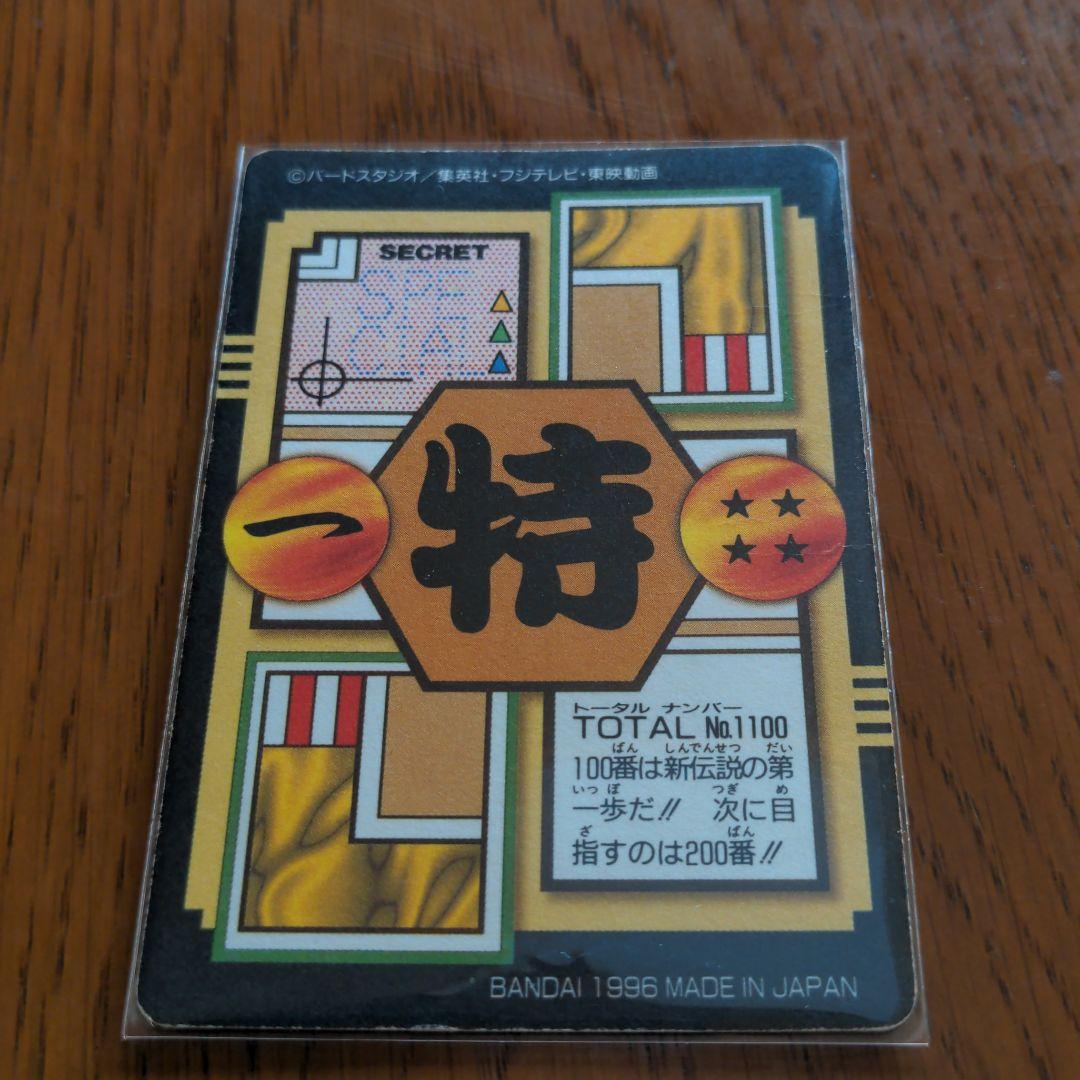 ©バードスタジオ／集英社・フジテレビ・東映動画
SECRET
SPE
CIAL
一
特
トータル ナンバー
TOTAL No.1100
ばん しんでんせつ だい
100番は新伝説の第
いっぽ つぎ め
一歩だ!! 次に目
ざ ばん
指すのは200番!!
BANDAI 1996 MADE IN JAPAN